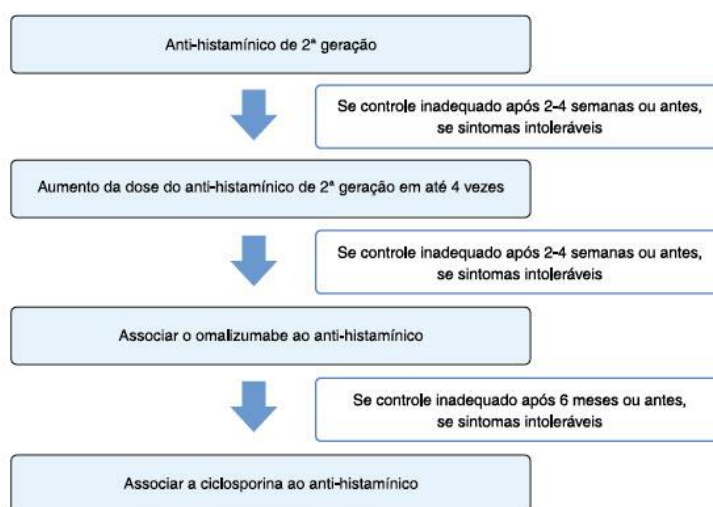 Anti-histamínico de 2ª geração
Se controle inadequado após 2-4 semanas ou antes,
se sintomas intoleráveis
Aumento da dose do anti-histamínico de 2ª geração em até 4 vezes
Se controle inadequado após 2-4 semanas ou antes,
se sintomas intoleráveis
Associar o omalizumabe ao anti-histamínico
Se controle inadequado após 6 meses ou antes,
se sintomas intoleráveis
Associar a ciclosporina ao anti-histamínico